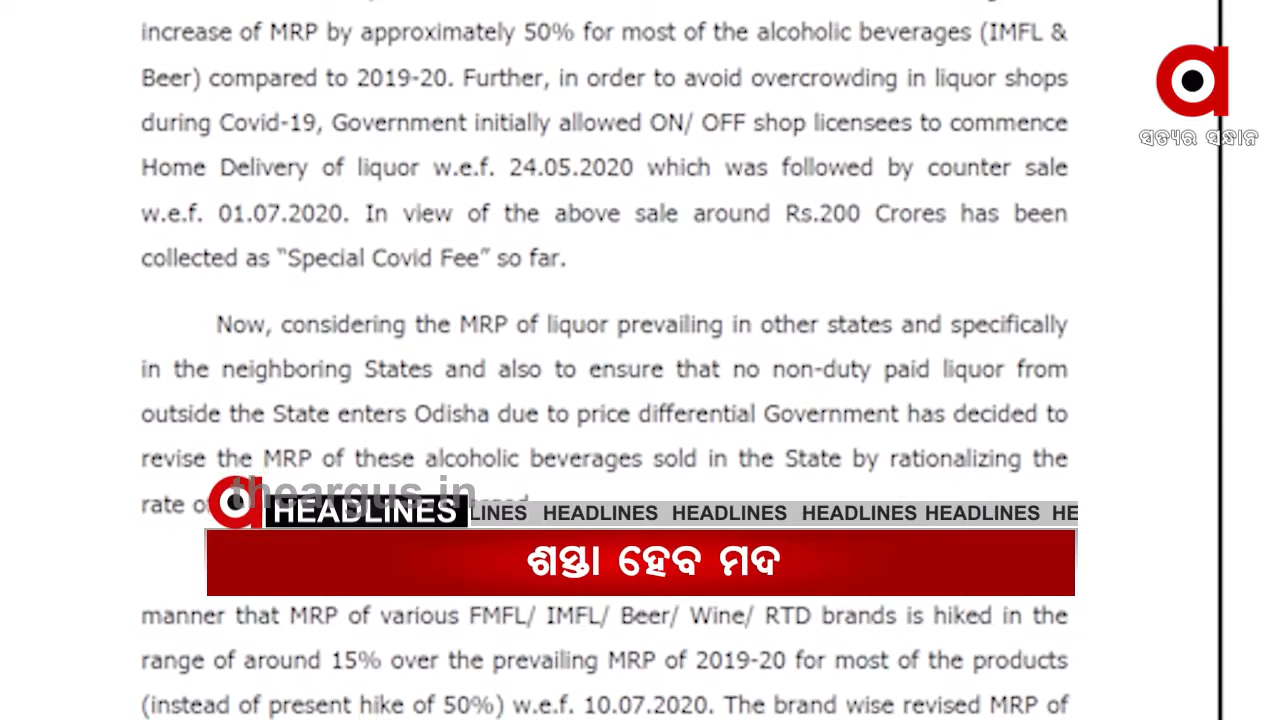 increase of MRP by approximately 50% for most of the alcoholic beverages (IMFL &
Beer) compared to 2019-20. Further, in order to avoid overcrowding in liquor shops
during Covid-19, Government initially allowed ON/ OFF shop licensees to commence
Home Delivery of liquor w.e.f. 24.05.2020 which was followed by counter sale
w.e.f. 01.07.2020. In view of the above sale around Rs.200 Crores has been
collected as “Special Covid Fee” so far.
ସତ୍ୟର ସନ୍ଧାନ
Now, considering the MRP of liquor prevailing in other states and specifically
in the neighboring States and also to ensure that no non-duty paid liquor from
outside the State enters Odisha due to price differential Government has decided to
revise the MRP of these alcoholic beverages sold in the State by rationalizing the
rate
theargus.in
HEADLINES LINES HEADLINES HEADLINES HEADLINES HEADLINES HE
ଶସ୍ତା ହେବ ମଦ
manner that MRP of various FMFL/ IMFL/ Beer/ Wine/ RTD brands is hiked in the
range of around 15% over the prevailing MRP of 2019-20 for most of the products
(instead of present hike of 50%) w.e.f. 10.07.2020. The brand wise revised MRP of